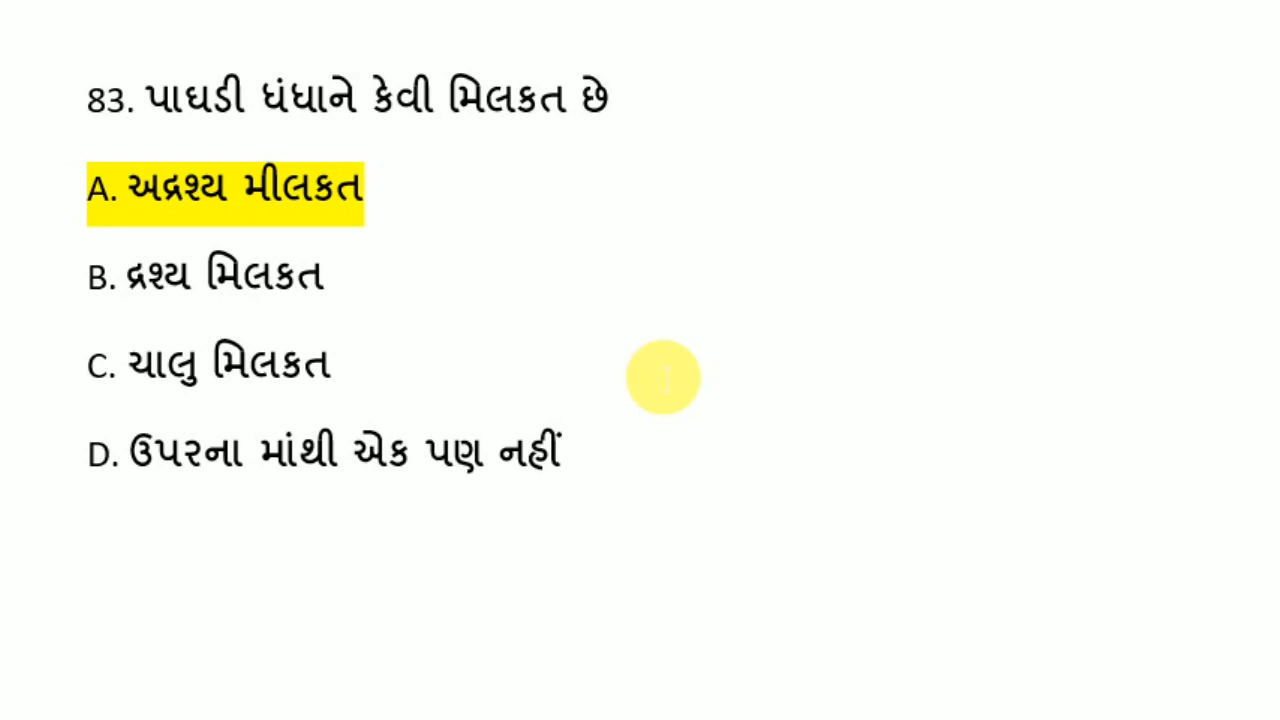 83. પાઘડી ધંધાને કેવી મિલકત છે
A. અદ્રશ્ય મીલકત
B. દ્રશ્ય મિલકત
C. ચાલુ મિલકત
D. ઉપરના માંથી એક પણ નહીં